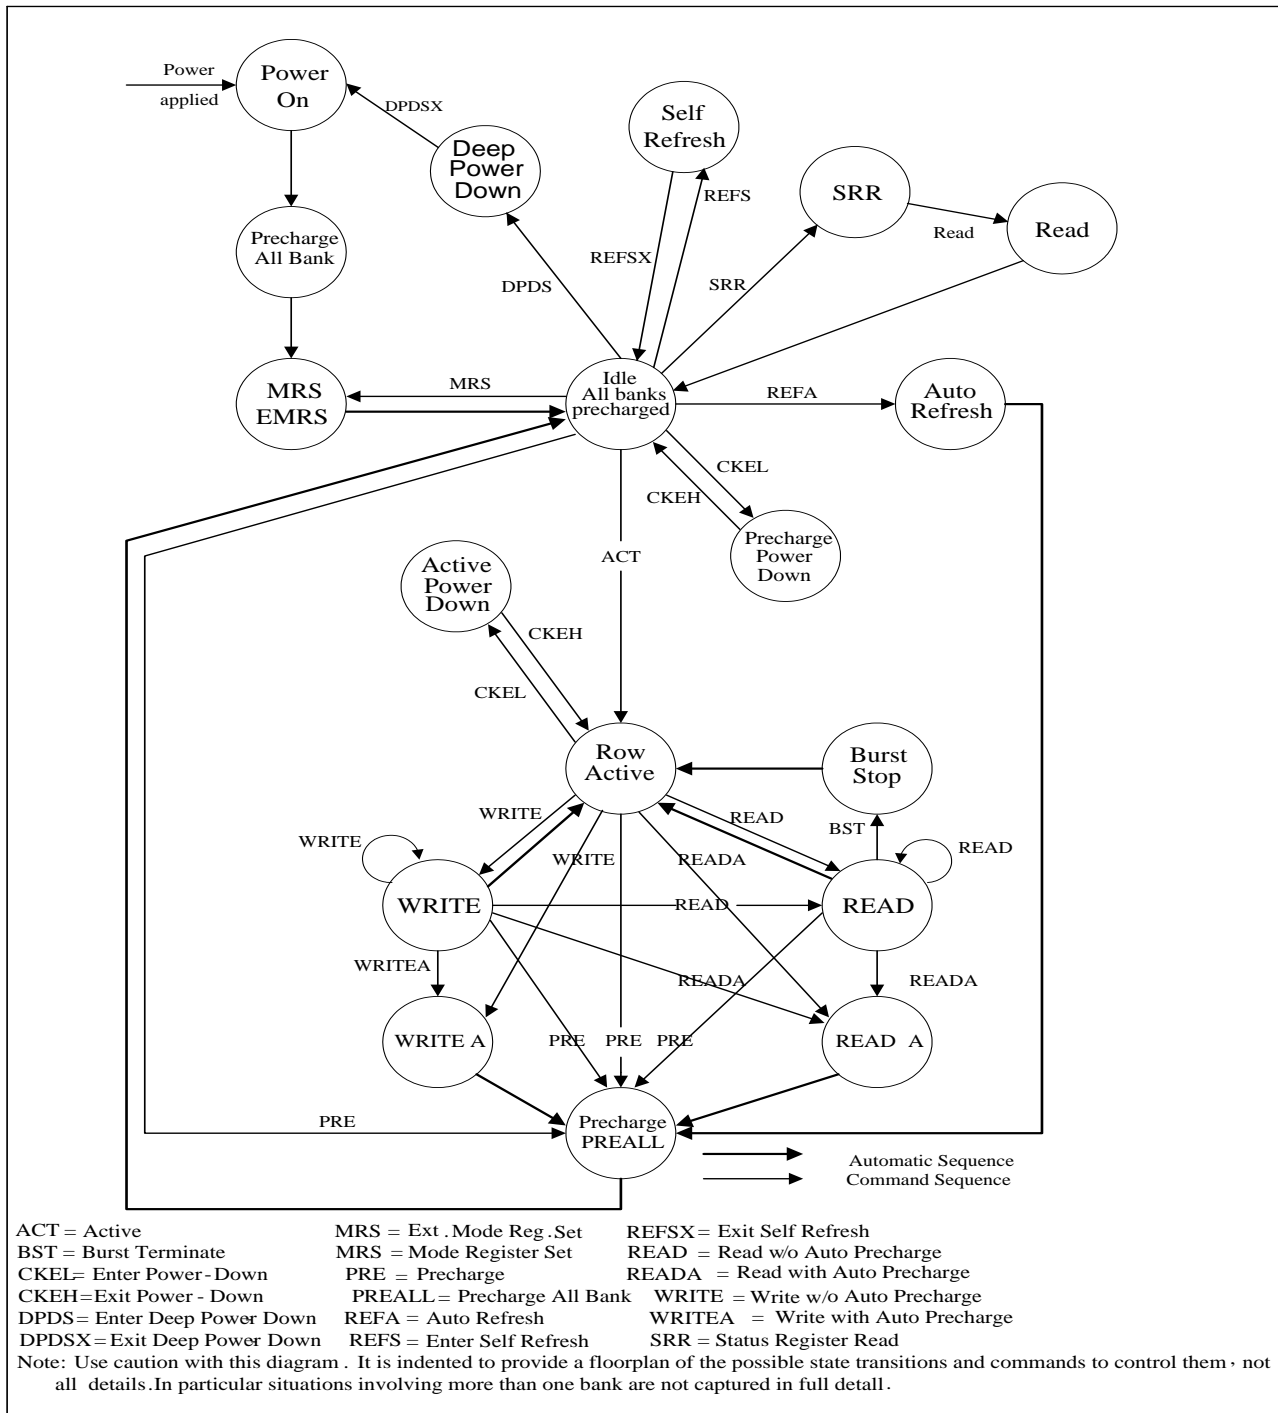 Power
applied
Power
On
DPDSX
Deep
Power
Down
Self
Refresh
REFS
REFSX
SRR
Read
Read
Precharge
All Bank
DPDS
SRR
MRS
EMRS
MRS
Idle
All banks
precharged
REFA
Auto
Refresh
CKEL
CKEH
Precharge
Power
Down
ACT
Active
Power
Down
CKEH
CKEL
Row
Active
Burst
Stop
WRITE
READ
BST
WRITE
WRITE
READA
READ
WRITE
READ
READ
WRITEA
READA
READA
WRITE A
PRE
PRE
PRE
READ A
PRE
Precharge
PREALL
Automatic Sequence
Command Sequence
ACT = Active MRS = Ext . Mode Reg . Set REFSX= Exit Self Refresh
BST = Burst Terminate MRS = Mode Register Set READ = Read w/o Auto Precharge
CKEL= Enter Power - Down PRE = Precharge READA = Read with Auto Precharge
CKEH=Exit Power - Down PREALL= Precharge All Bank WRITE = Write w/o Auto Precharge
DPDS= Enter Deep Power Down REFA = Auto Refresh WRITEA = Write with Auto Precharge
DPDSX= Exit Deep Power Down REFS = Enter Self Refresh SRR = Status Register Read
Note: Use caution with this diagram . It is indented to provide a floorplan of the possible state transitions and commands to control them , not
all details .In particular situations involving more than one bank are not captured in full detall .